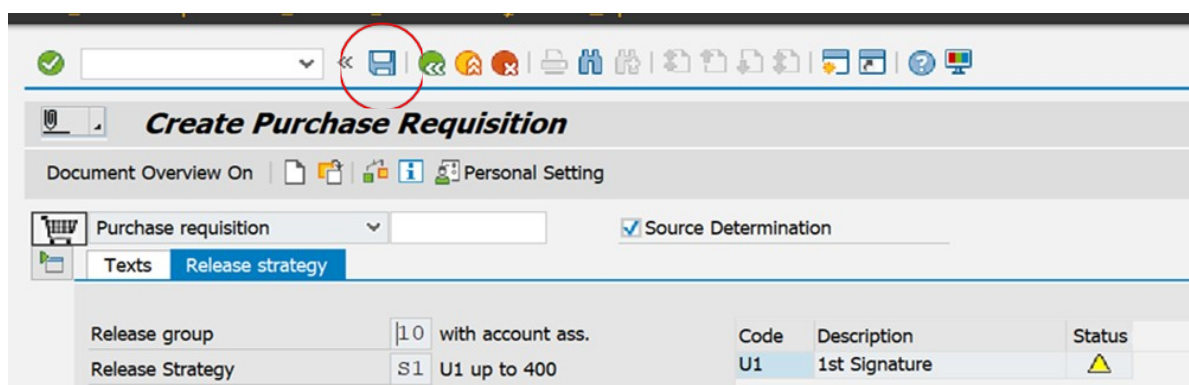 Create Purchase Requisition
Document Overview On Personal Setting
Purchase requisition Source Determination
Texts Release strategy
Release group 10 with account ass. Code Description Status
Release Strategy S1 U1 up to 400 U1 1st Signature